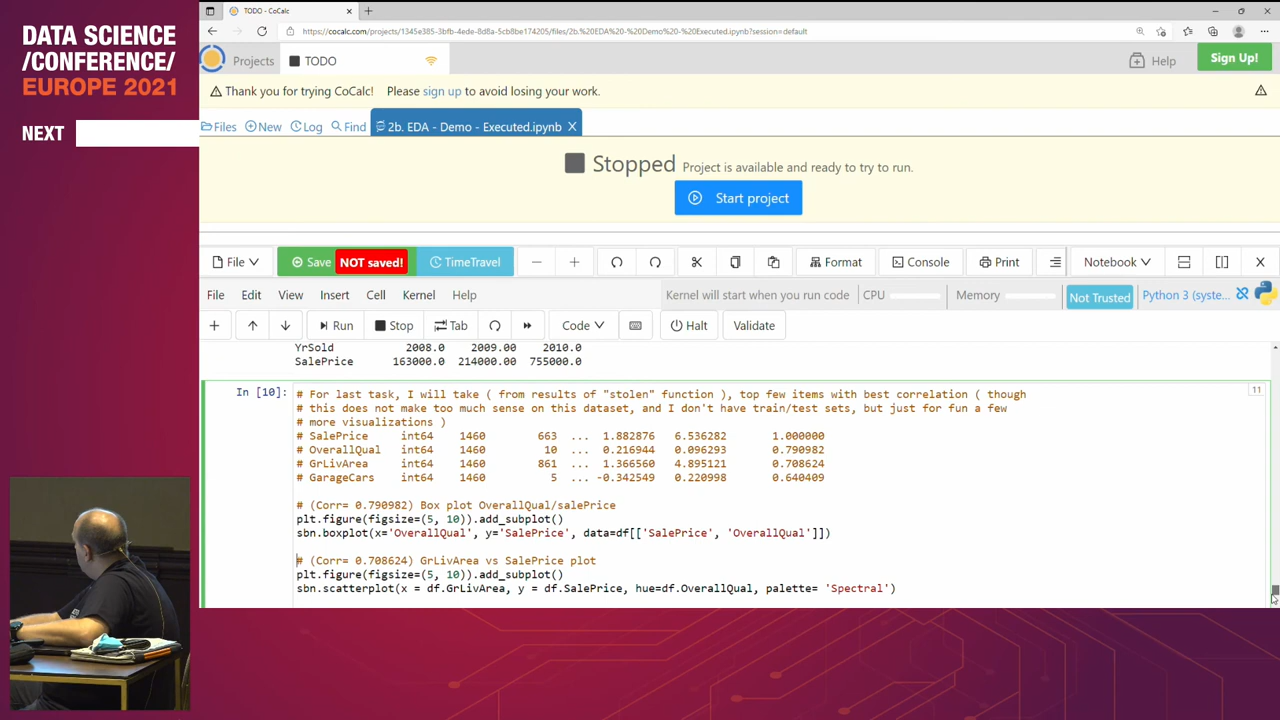 DATA SCIENCE
/CONFERENCE/
EUROPE 2021
NEXT
TODO - CoCalc
https://cocalc.com/projects/1345e385-3bfb-4ede-8d8a-5cb8be174205/files/2b.%20EDA%20-%20Demo%20-%20Executed.ipynb?session=default
Projects
TODO
Help
Sign Up!
Thank you for trying CoCalc! Please sign up to avoid losing your work.
Files
New
Log
Find
2b. EDA - Demo - Executed.ipynb
Stopped Project is available and ready to try to run.
Start project
File
Save NOT saved!
TimeTravel
Format
Console
Print
Notebook
File Edit View Insert Cell Kernel Help
Kernel will start when you run code
CPU
Memory
Not Trusted
Python 3 (syste...
Run
Stop
Tab
Code
Halt
Validate
YrSold 2008.0 2009.00 2010.0
SalePrice 163000.0 214000.00 755000.0
In [10]:
11
# For last task, I will take ( from results of "stolen" function ), top few items with best correlation ( though
# this does not make too much sense on this dataset, and I don't have train/test sets, but just for fun a few
# more visualizations )
# SalePrice int64 1460 663 ... 1.882876 6.536282 1.000000
# OverallQual int64 1460 10 ... 0.216944 0.096293 0.790982
# GrLivArea int64 1460 861 ... 1.366560 4.895121 0.708624
# GarageCars int64 1460 5 ... -0.342549 0.220998 0.640409
# (Corr= 0.790982) Box plot OverallQual/salePrice
plt.figure(figsize=(5, 10)).add_subplot()
sbn.boxplot(x='OverallQual', y='SalePrice', data=df[['SalePrice', 'OverallQual']])
# (Corr= 0.708624) GrLivArea vs SalePrice plot
plt.figure(figsize=(5, 10)).add_subplot()
sbn.scatterplot(x = df.GrLivArea, y = df.SalePrice, hue=df.OverallQual, palette= 'Spectral')